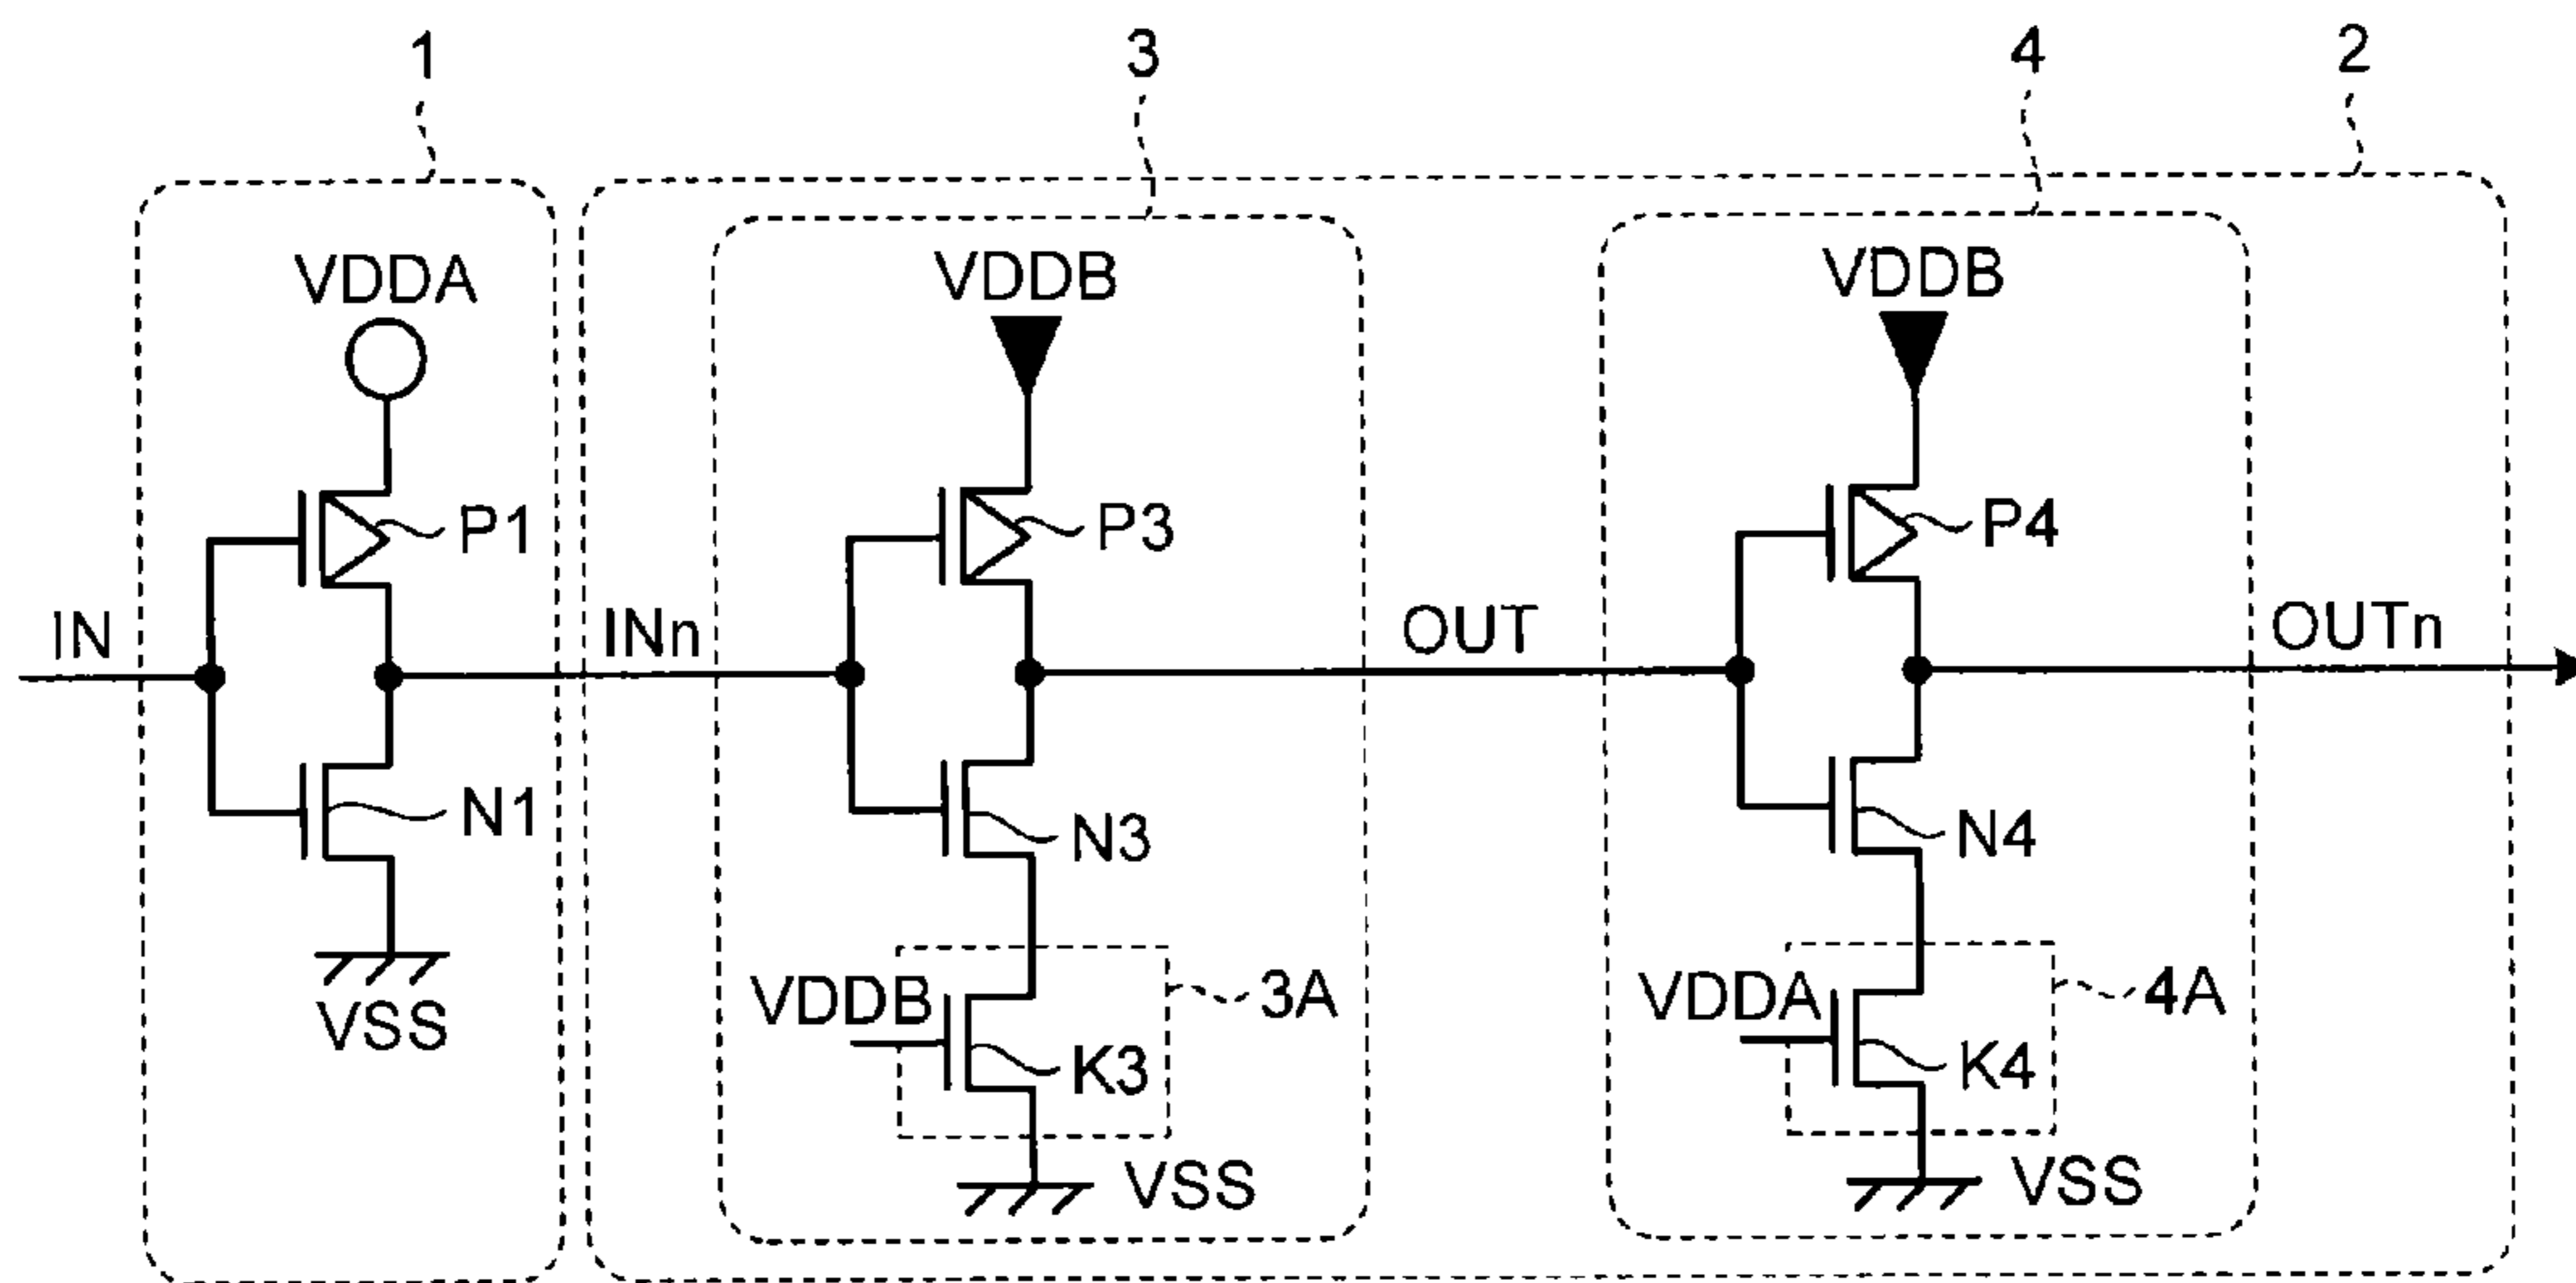 1
3
4
2
VDDA
VDDB
VDDB
P1
P3
P4
IN
INn
OUT
OUTn
N1
N3
N4
VDDB
3A
VDDA
4A
VSS
K3
K4
VSS
VSS